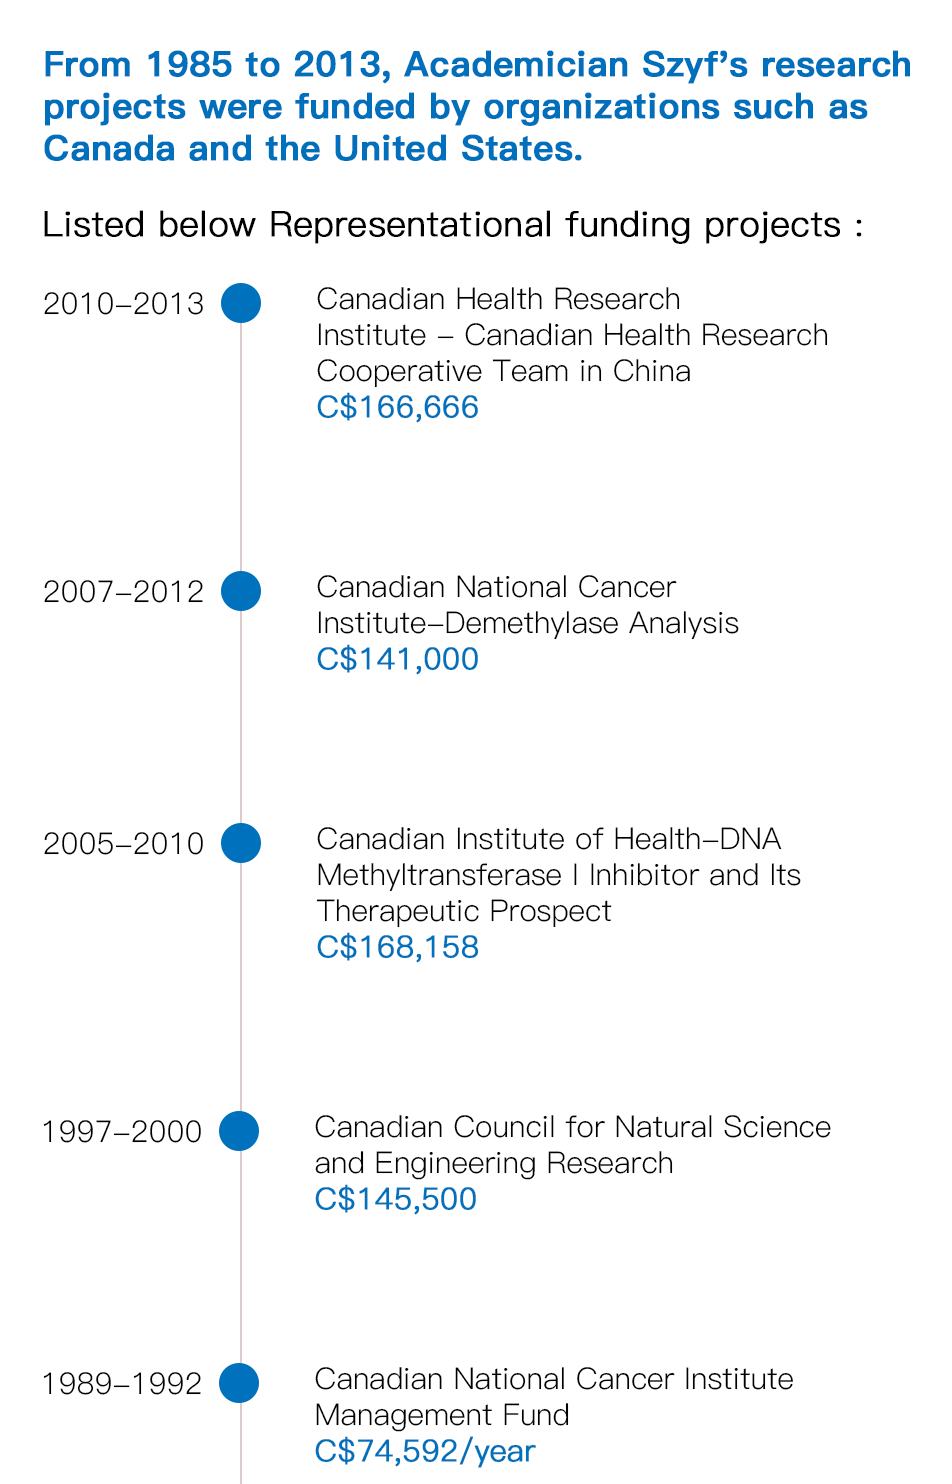 From 1985 to 2013, Academician Szyf's research
projects were funded by organizations such as
Canada and the United States.
Listed below Representational funding projects :
2010–2013
Canadian Health Research
Institute – Canadian Health Research
Cooperative Team in China
C$166,666
2007–2012
Canadian National Cancer
Institute–Demethylase Analysis
C$141,000
2005–2010
Canadian Institute of Health–DNA
Methyltransferase I Inhibitor and Its
Therapeutic Prospect
C$168,158
1997–2000
Canadian Council for Natural Science
and Engineering Research
C$145,500
1989–1992
Canadian National Cancer Institute
Management Fund
C$74,592/year